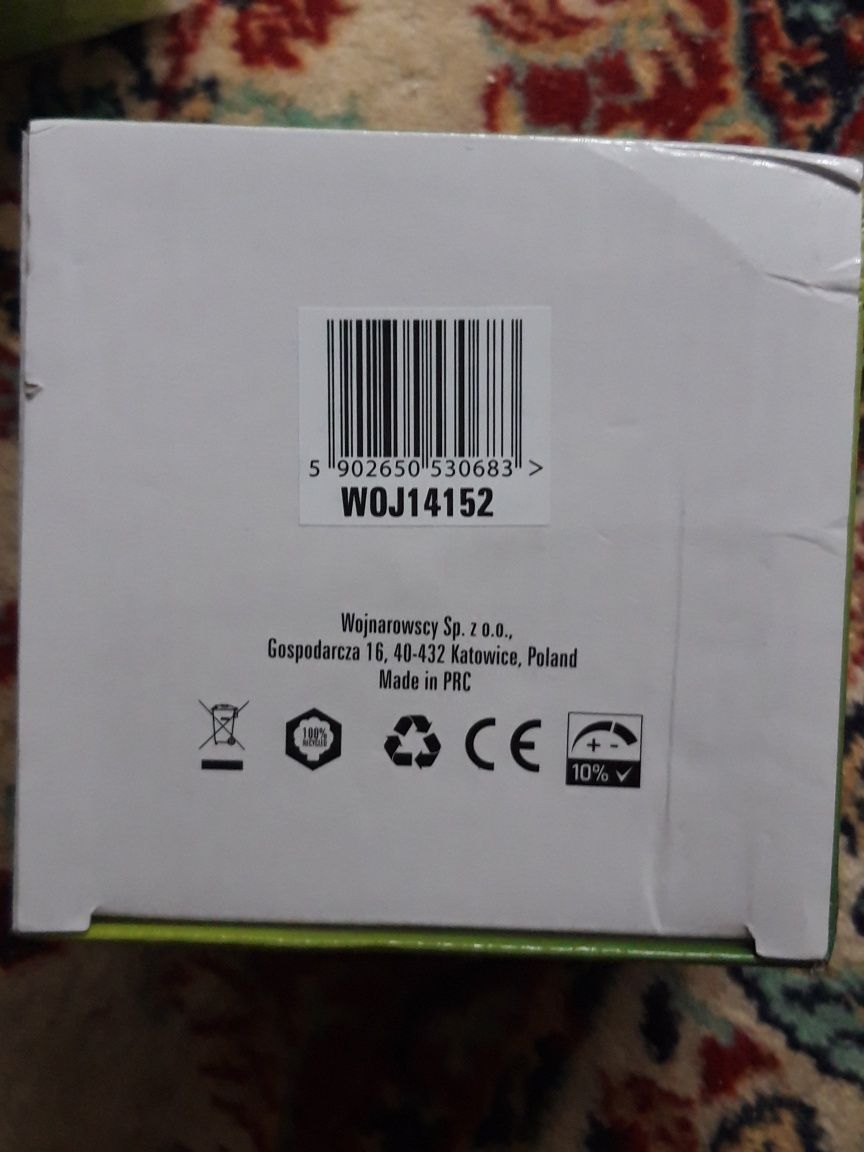 5 902650 530683 >
WOJ14152
Wojnarowscy Sp. z o.o.,
Gospodarcza 16, 40-432 Katowice, Poland
Made in PRC
100%
RECYCLED
CE
+ -
10% ✓